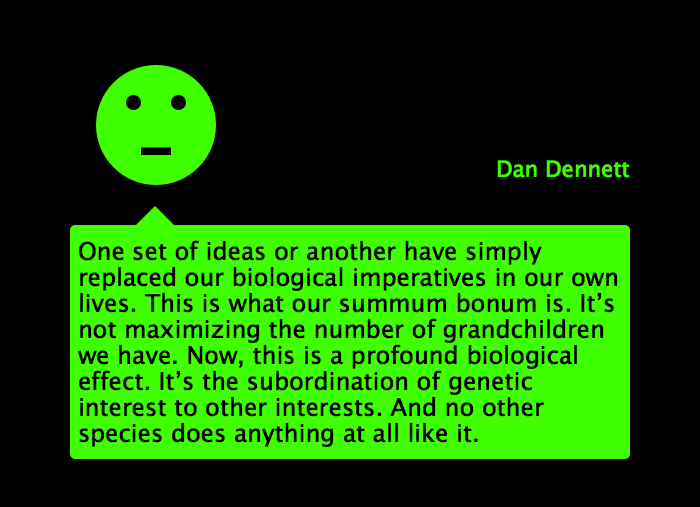 Dan Dennett
One set of ideas or another have simply
replaced our biological imperatives in our own
lives. This is what our summum bonum is. It’s
not maximizing the number of grandchildren
we have. Now, this is a profound biological
effect. It’s the subordination of genetic
interest to other interests. And no other
species does anything at all like it.